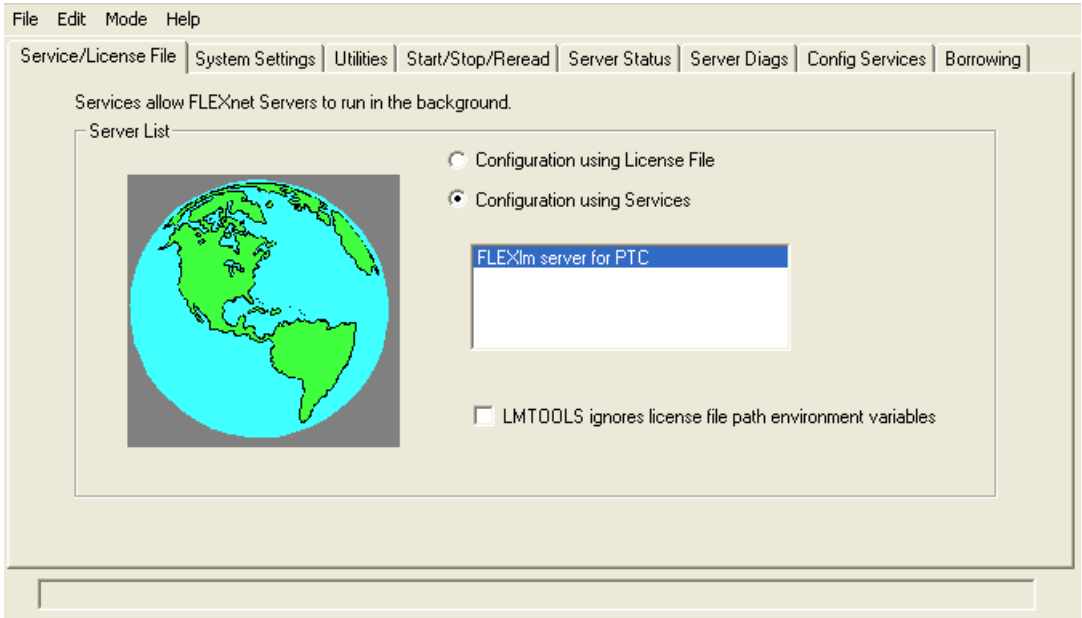 File Edit Mode Help
Service/License File System Settings Utilities Start/Stop/Reread Server Status Server Diags Config Services Borrowing
Services allow FLEXnet Servers to run in the background.
Server List
Configuration using License File
Configuration using Services
FLEXlm server for PTC
LMTOOLS ignores license file path environment variables